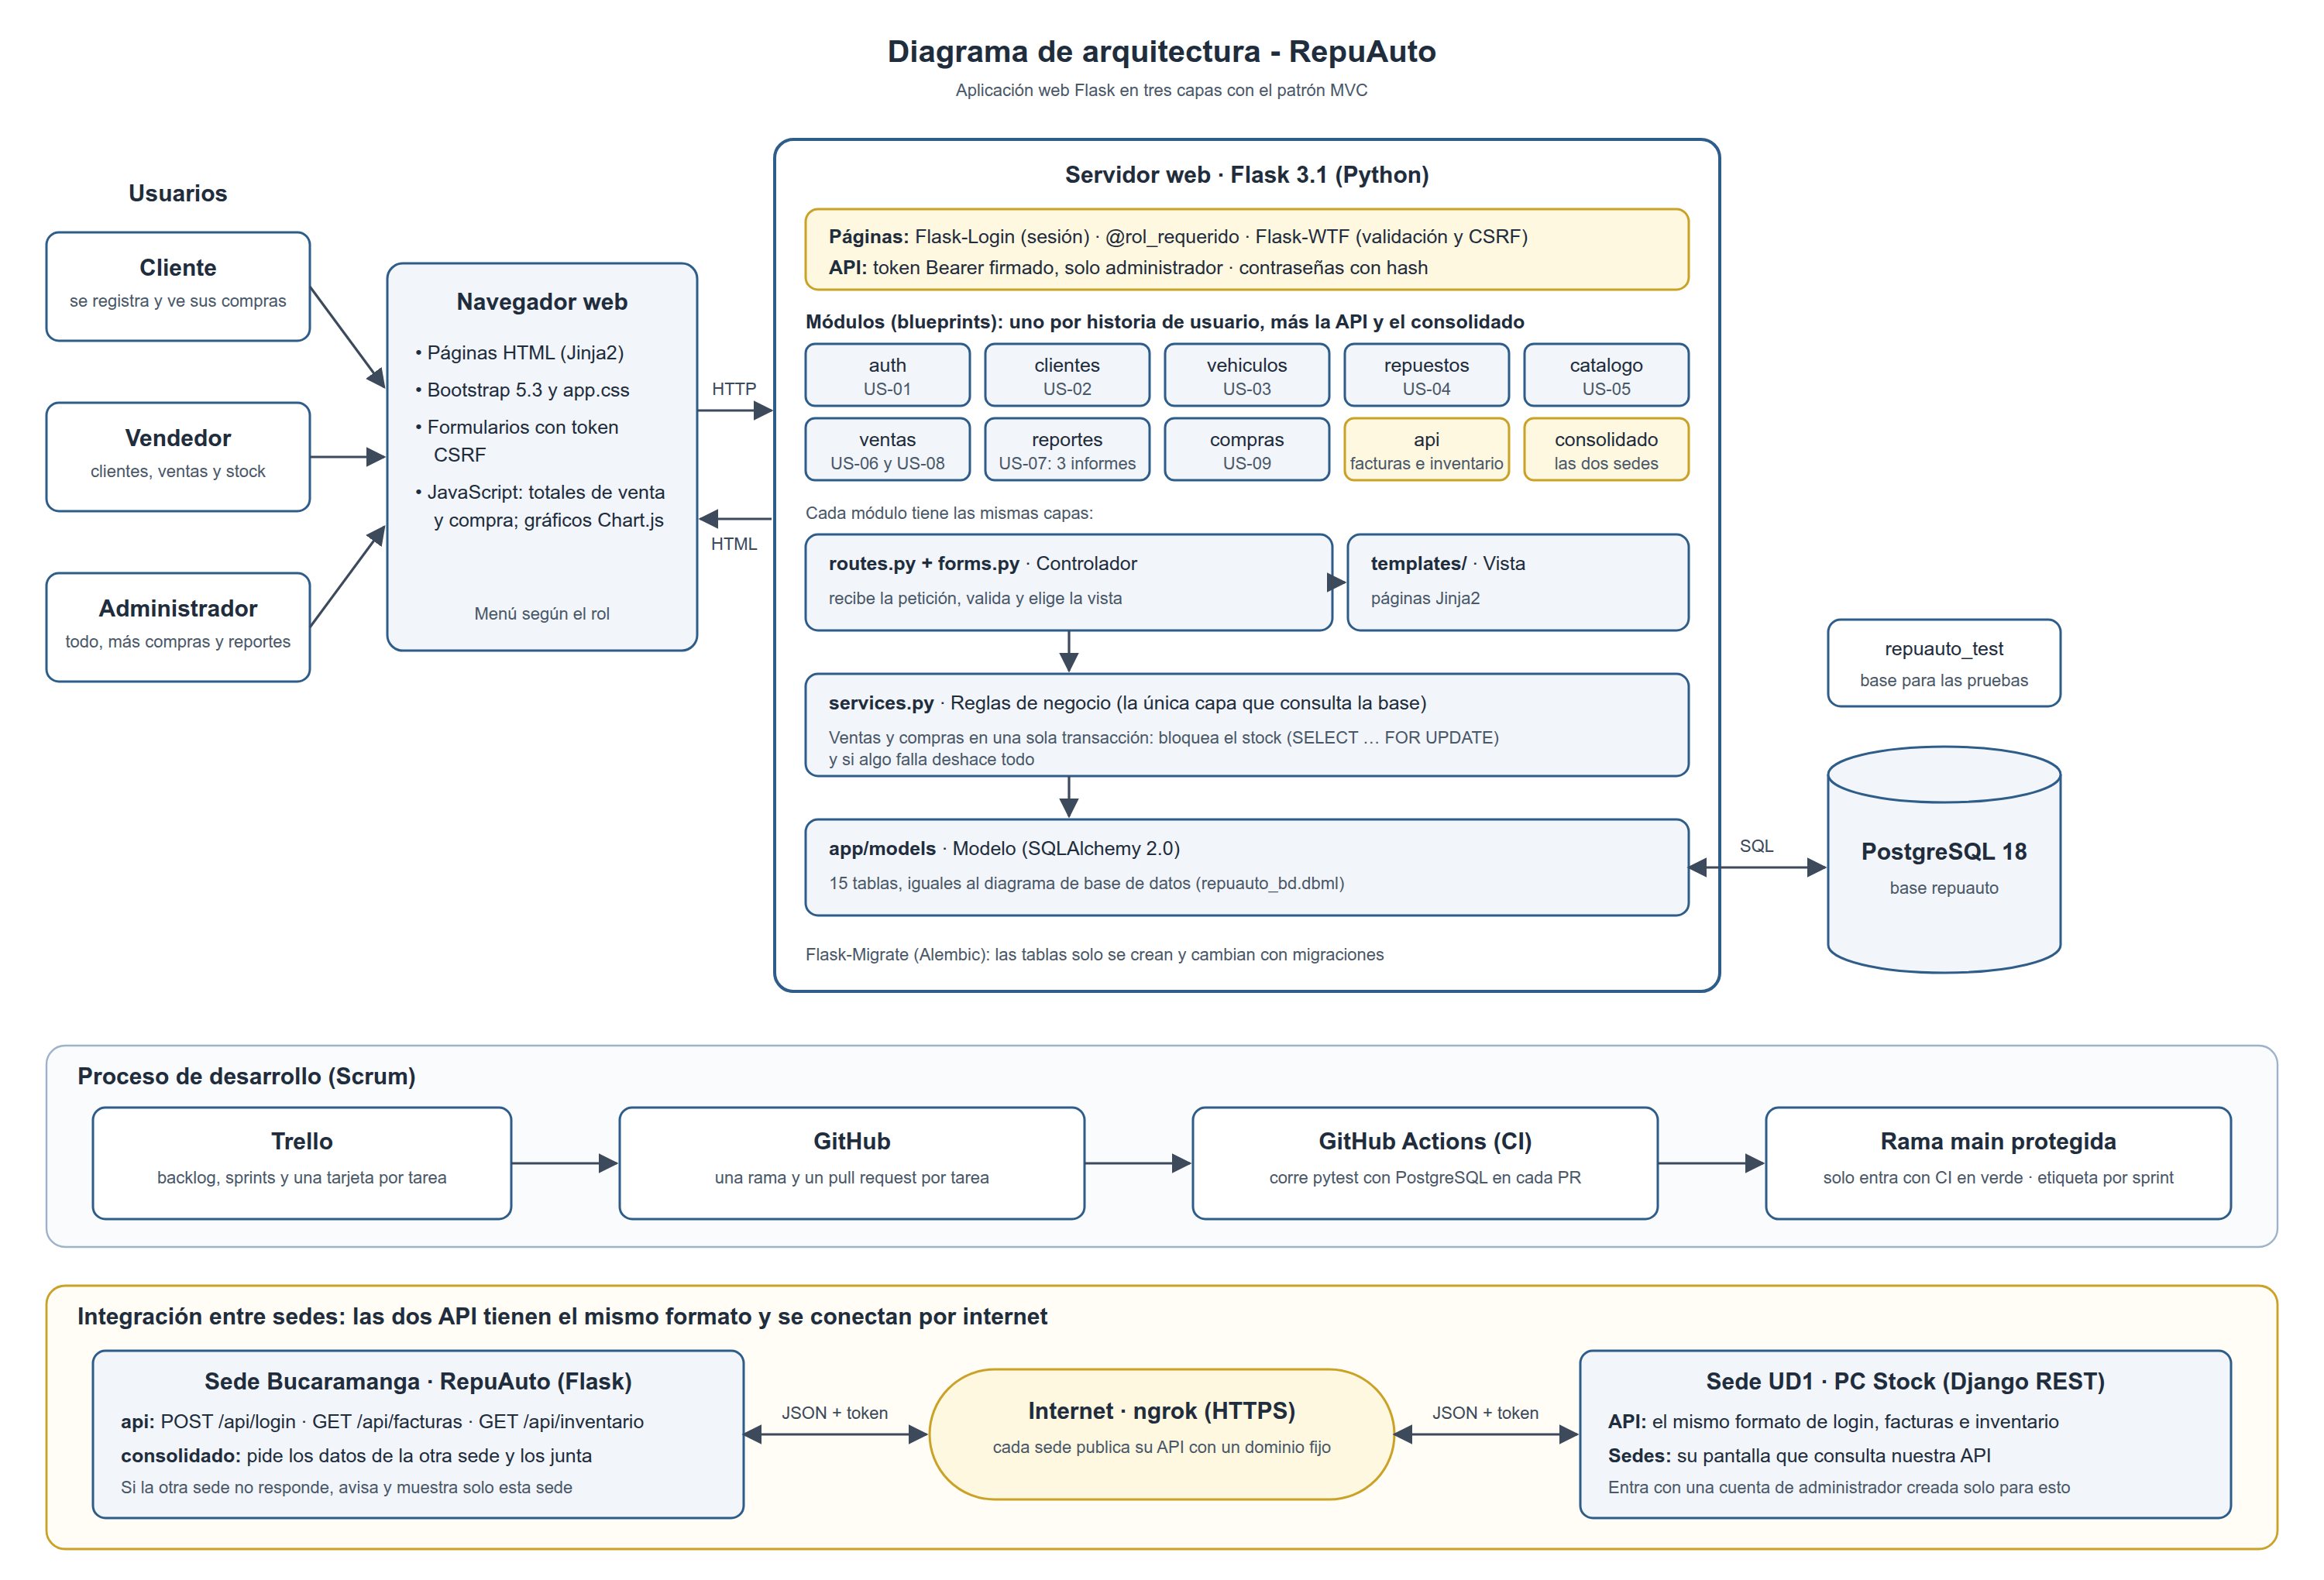 Diagrama de arquitectura - RepuAuto
Aplicación web Flask en tres capas con el patrón MVC
Usuarios
Cliente
se registra y ve sus compras
Vendedor
clientes, ventas y stock
Administrador
todo, más compras y reportes
Navegador web
• Páginas HTML (Jinja2)
• Bootstrap 5.3 y app.css
• Formularios con token
CSRF
• JavaScript: totales de venta
y compra; gráficos Chart.js
Menú según el rol
HTTP
HTML
Servidor web · Flask 3.1 (Python)
Páginas: Flask-Login (sesión) · @rol_requerido · Flask-WTF (validación y CSRF)
API: token Bearer firmado, solo administrador · contraseñas con hash
Módulos (blueprints): uno por historia de usuario, más la API y el consolidado
auth
US-01
clientes
US-02
vehiculos
US-03
repuestos
US-04
catalogo
US-05
ventas
US-06 y US-08
reportes
US-07: 3 informes
compras
US-09
api
facturas e inventario
consolidado
las dos sedes
Cada módulo tiene las mismas capas:
routes.py + forms.py · Controlador
recibe la petición, valida y elige la vista
templates/ · Vista
páginas Jinja2
services.py · Reglas de negocio (la única capa que consulta la base)
Ventas y compras en una sola transacción: bloquea el stock (SELECT … FOR UPDATE)
y si algo falla deshace todo
app/models · Modelo (SQLAlchemy 2.0)
15 tablas, iguales al diagrama de base de datos (repuauto_bd.dbml)
Flask-Migrate (Alembic): las tablas solo se crean y cambian con migraciones
SQL
repuauto_test
base para las pruebas
PostgreSQL 18
base repuauto
Proceso de desarrollo (Scrum)
Trello
backlog, sprints y una tarjeta por tarea
GitHub
una rama y un pull request por tarea
GitHub Actions (CI)
corre pytest con PostgreSQL en cada PR
Rama main protegida
solo entra con CI en verde · etiqueta por sprint
Integración entre sedes: las dos API tienen el mismo formato y se conectan por internet
Sede Bucaramanga · RepuAuto (Flask)
api: POST /api/login · GET /api/facturas · GET /api/inventario
consolidado: pide los datos de la otra sede y los junta
Si la otra sede no responde, avisa y muestra solo esta sede
JSON + token
Internet · ngrok (HTTPS)
cada sede publica su API con un dominio fijo
JSON + token
Sede UD1 · PC Stock (Django REST)
API: el mismo formato de login, facturas e inventario
Sedes: su pantalla que consulta nuestra API
Entra con una cuenta de administrador creada solo para esto